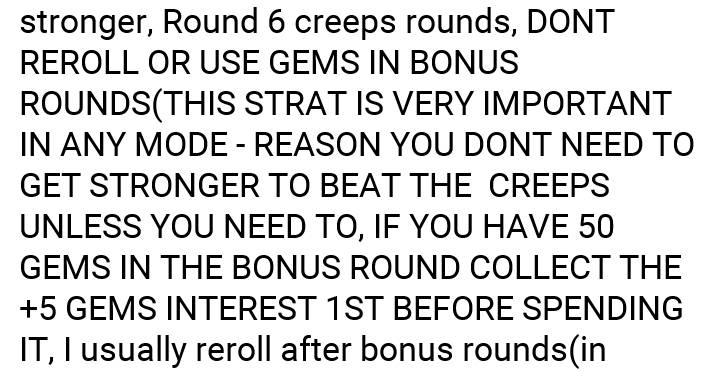 stronger, Round 6 creeps rounds, DONT
REROLL OR USE GEMS IN BONUS
ROUNDS(THIS STRAT IS VERY IMPORTANT
IN ANY MODE - REASON YOU DONT NEED TO
GET STRONGER TO BEAT THE  CREEPS
UNLESS YOU NEED TO, IF YOU HAVE 50
GEMS IN THE BONUS ROUND COLLECT THE
+5 GEMS INTEREST 1ST BEFORE SPENDING
IT, I usually reroll after bonus rounds(in